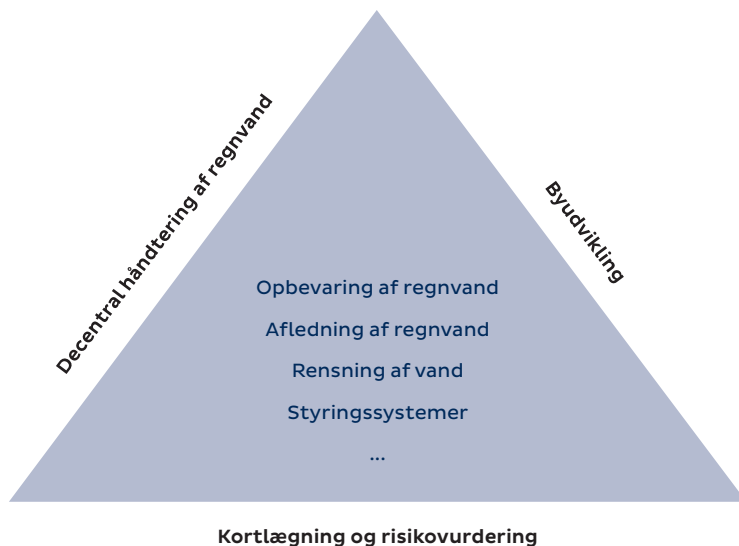 Decentral håndtering af regnvand
Byudvikling
Opbevaring af regnvand
Afledning af regnvand
Rensning af vand
Styringssystemer
...
Kortlægning og risikovurdering